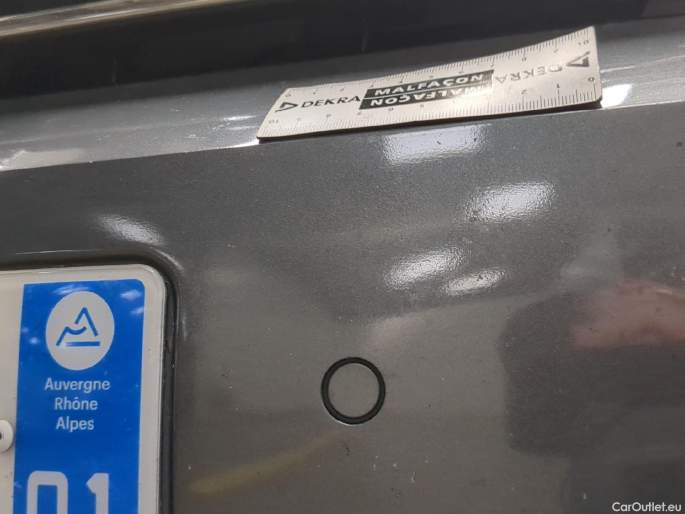 DEKRA MALFAÇON DEKRA
MALFAÇON
Auvergne
Rhône
Alpes
01
CarOutlet.eu